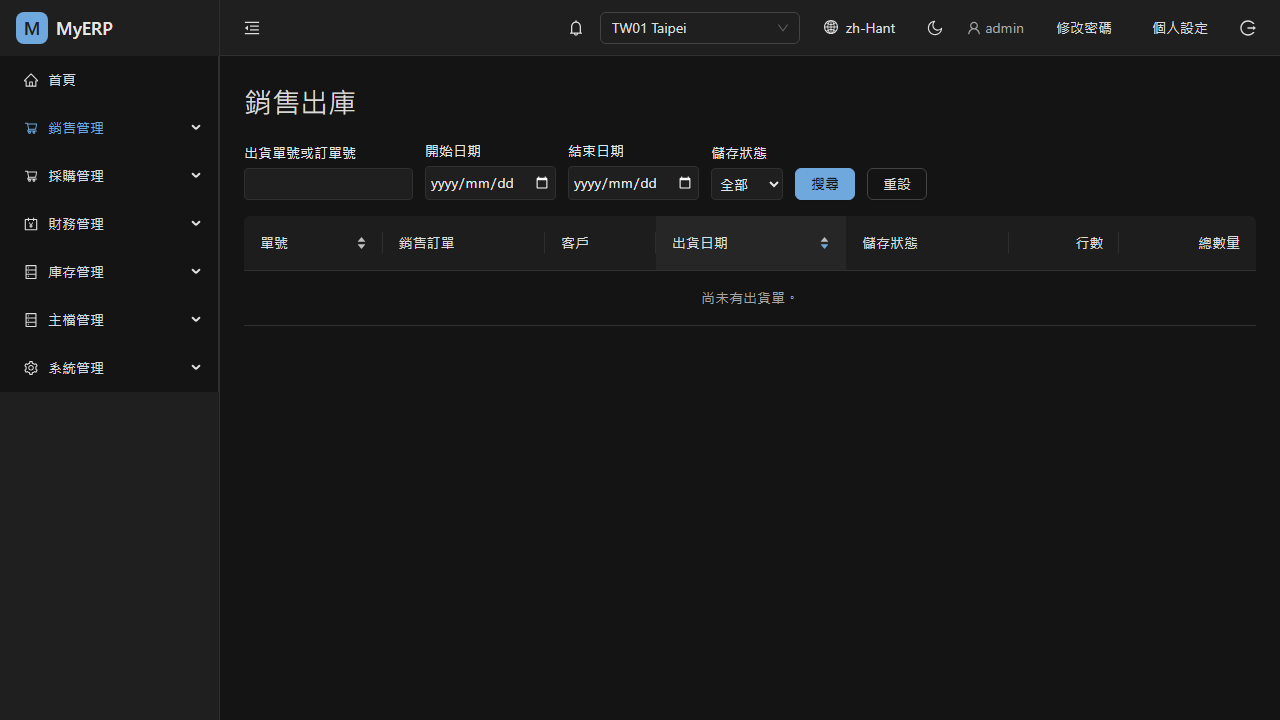 M MyERP
TW01 Taipei
zh-Hant
admin
修改密碼
個人設定
首頁
銷售管理
採購管理
財務管理
庫存管理
主檔管理
系統管理
銷售出庫
出貨單號或訂單號
開始日期
結束日期
儲存狀態
yyyy/mm/dd
yyyy/mm/dd
全部
搜尋
重設
單號 銷售訂單 客戶 出貨日期 儲存狀態 行數 總數量
尚未有出貨單。